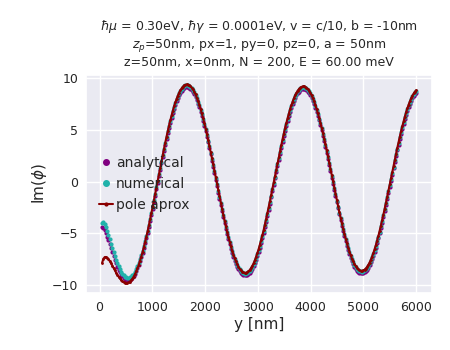 ℏμ = 0.30eV, ℏγ = 0.0001eV, v = c/10, b = -10nm
z_p=50nm, px=1, py=0, pz=0, a = 50nm
z=50nm, x=0nm, N = 200, E = 60.00 meV
10
5
0
−5
−10
Im(ϕ)
analytical
numerical
pole aprox
0 1000 2000 3000 4000 5000 6000
y [nm]